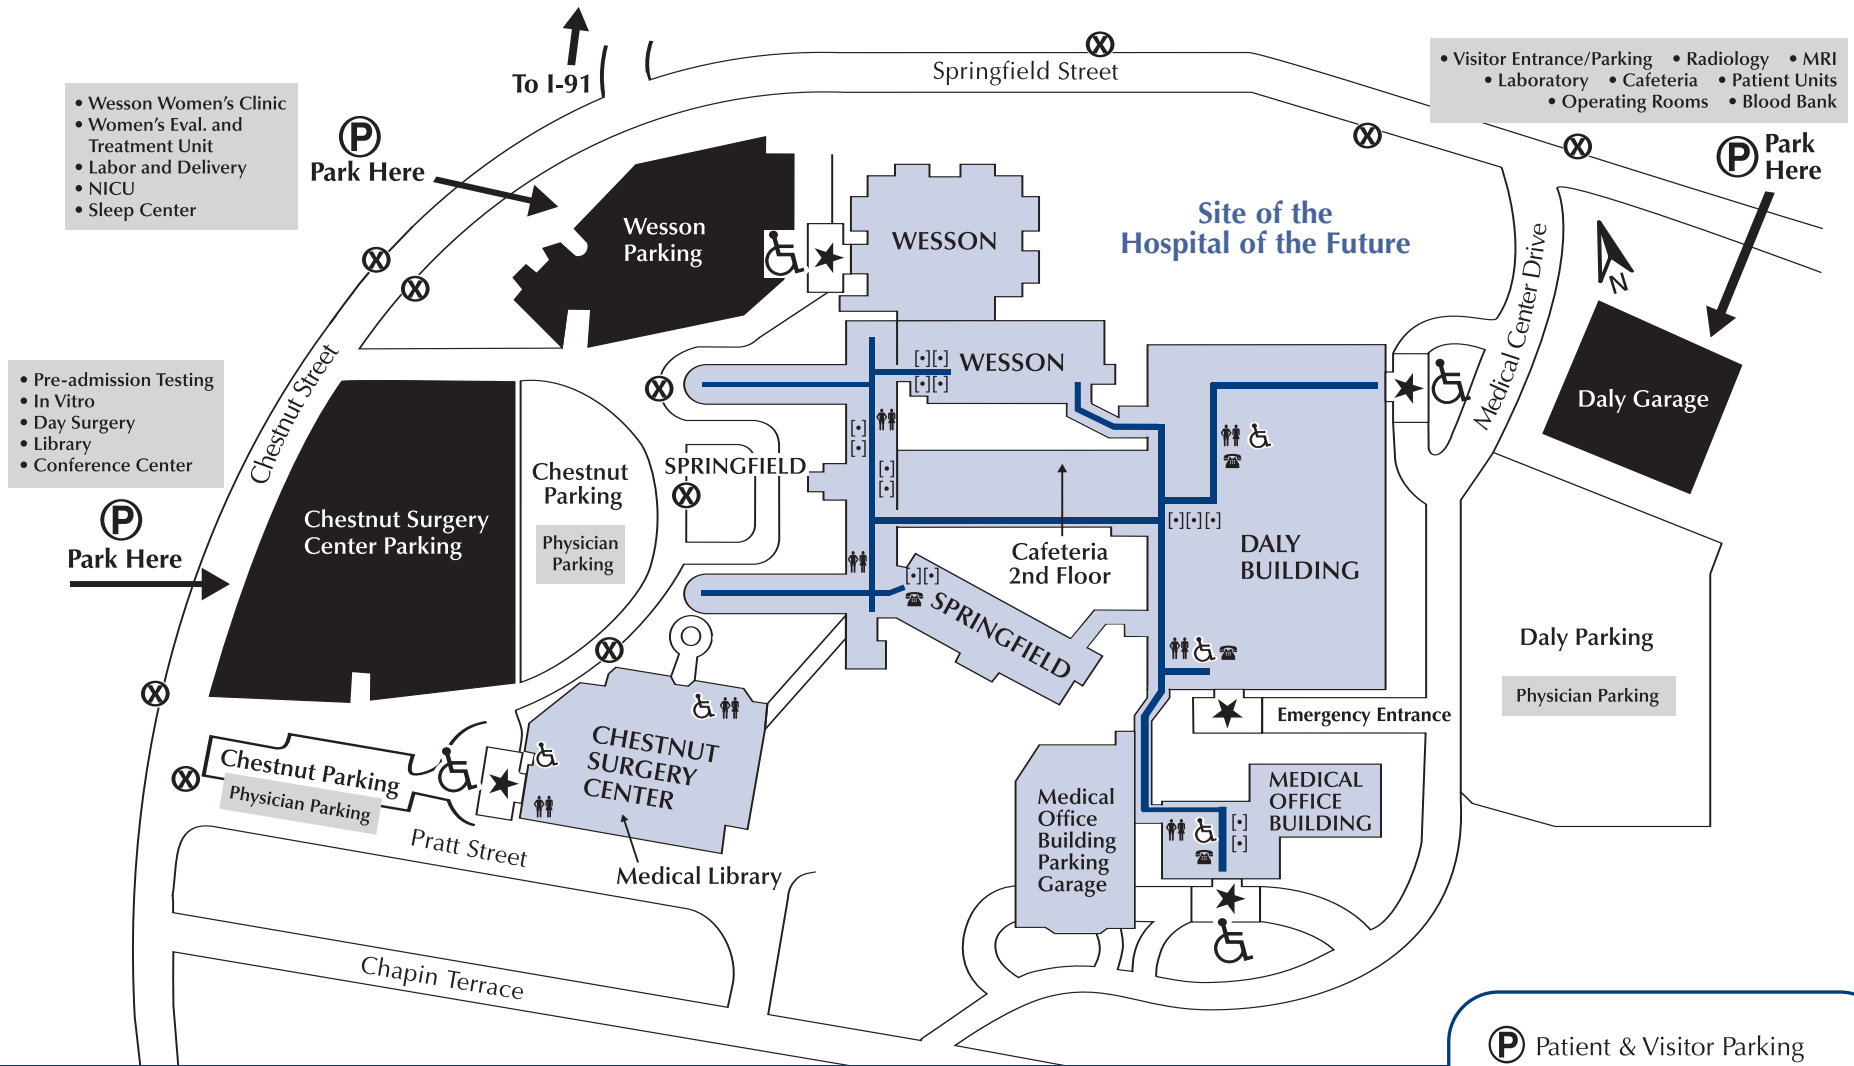 To I-91
Springfield Street
• Visitor Entrance/Parking • Radiology • MRI
• Laboratory • Cafeteria • Patient Units
• Operating Rooms • Blood Bank
P Park
Here
• Wesson Women's Clinic
• Women's Eval. and
Treatment Unit
• Labor and Delivery
• NICU
• Sleep Center
P
Park Here
Wesson
Parking
WESSON
Site of the
Hospital of the Future
Medical Center Drive
N
Daly Garage
• Pre-admission Testing
• In Vitro
• Day Surgery
• Library
• Conference Center
P
Park Here
Chestnut Street
Chestnut Surgery
Center Parking
Chestnut
Parking
Physician
Parking
SPRINGFIELD
WESSON
Cafeteria
2nd Floor
SPRINGFIELD
DALY
BUILDING
Daly Parking
Physician Parking
Emergency Entrance
CHESTNUT
SURGERY
CENTER
Chestnut Parking
Physician Parking
Pratt Street
Medical Library
Medical
Office
Building
Parking
Garage
MEDICAL
OFFICE
BUILDING
Chapin Terrace
P Patient & Visitor Parking